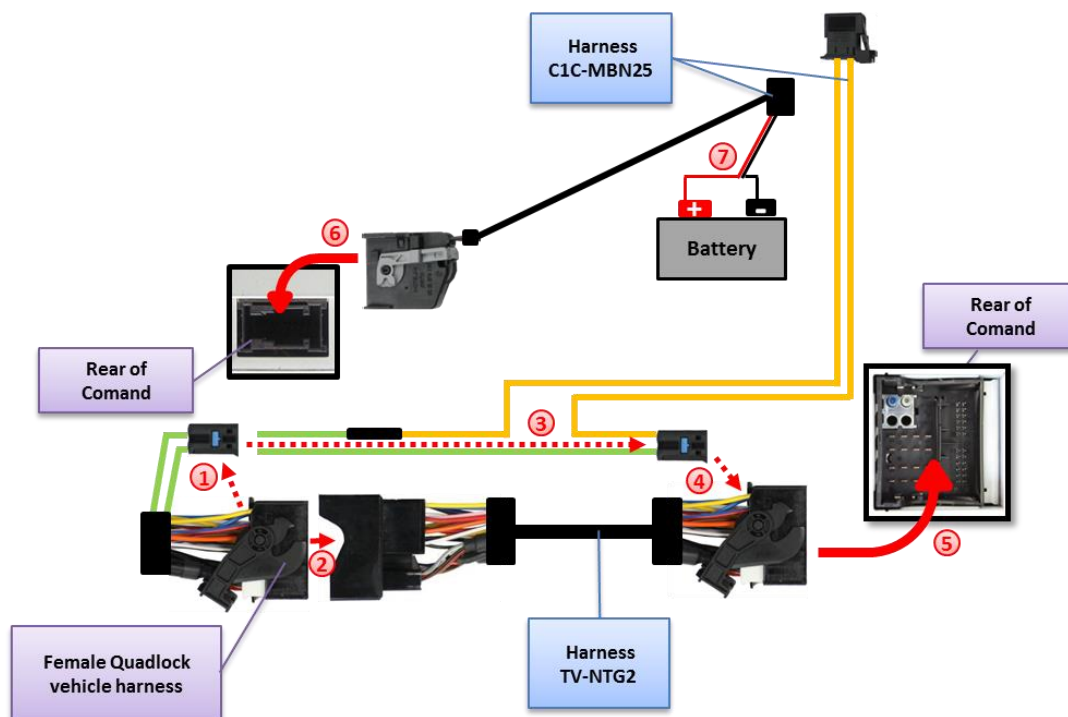 Harness
C1C-MBN25
7
+
-
Battery
6
Rear of
Comand
Rear of
Comand
3
1
4
2
5
Female Quadlock
vehicle harness
Harness
TV-NTG2